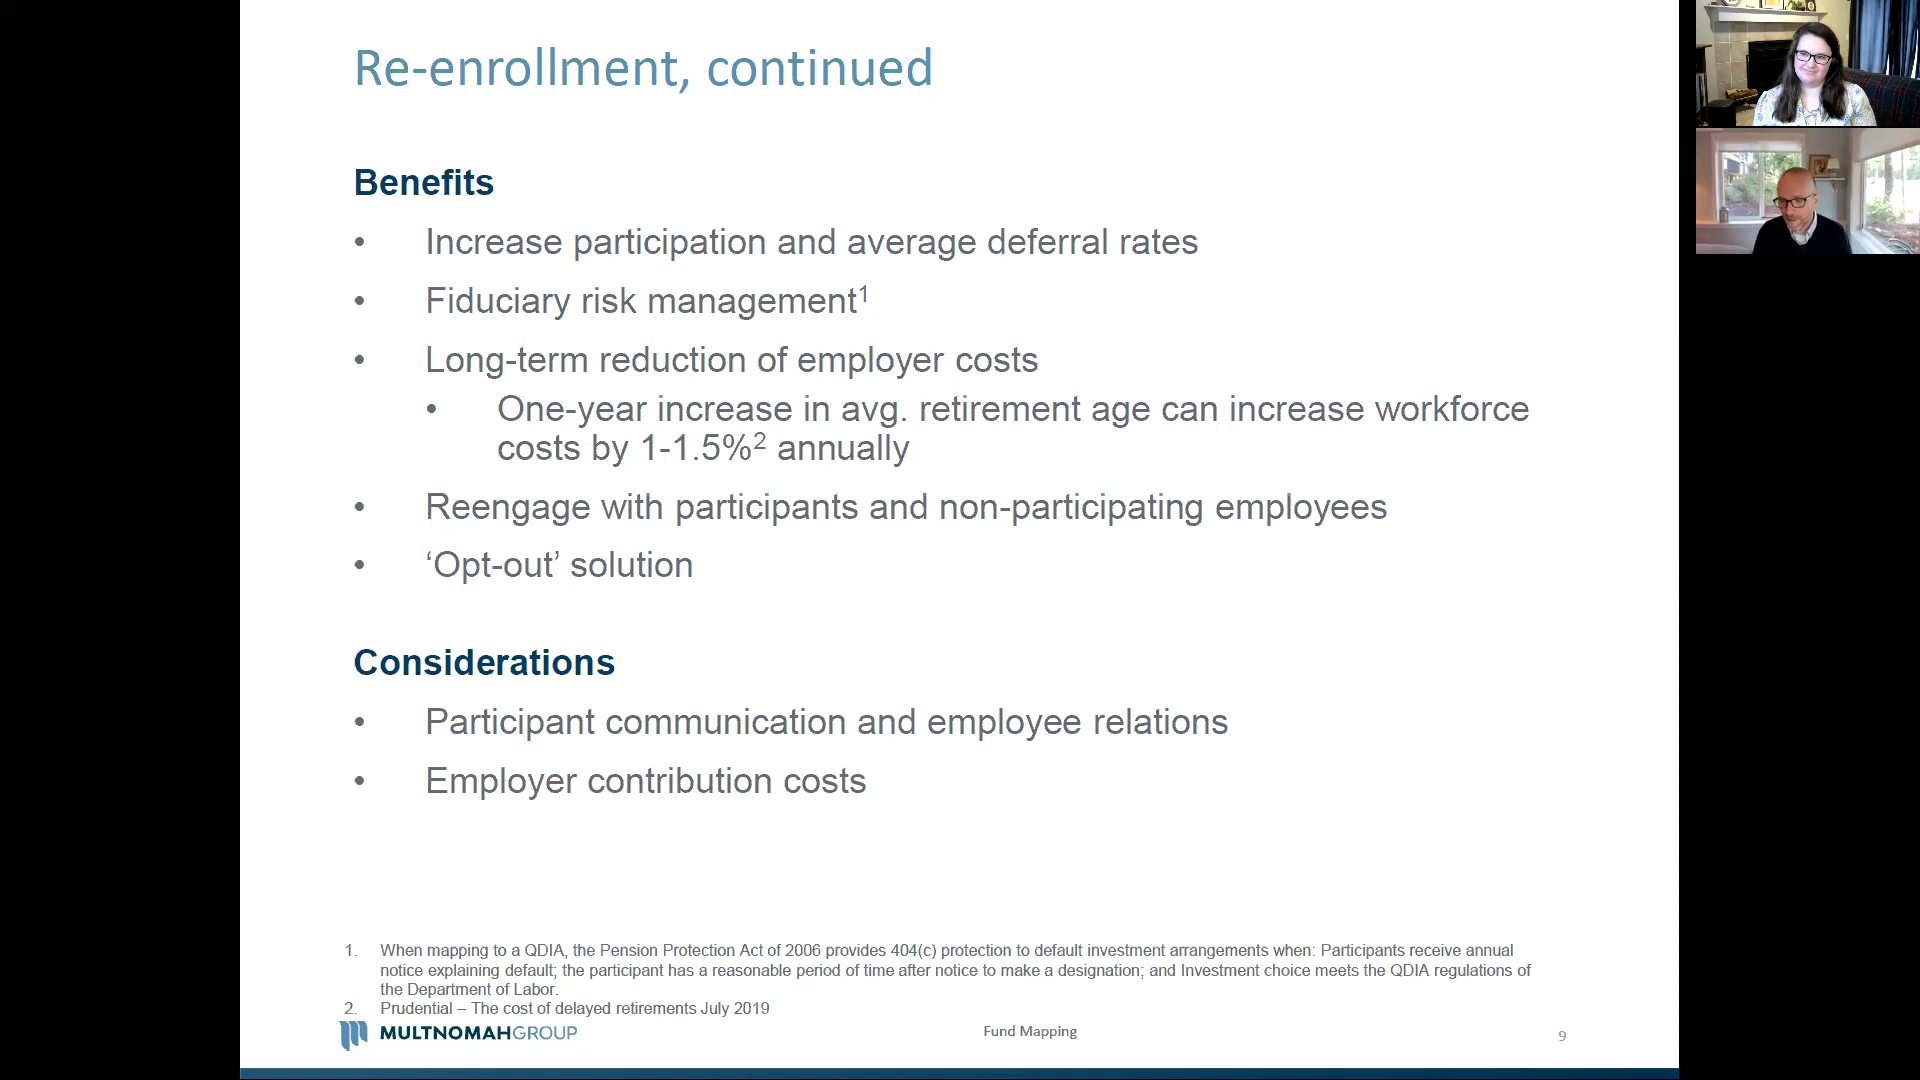 Re-enrollment, continued
Benefits
• Increase participation and average deferral rates
• Fiduciary risk management1
• Long-term reduction of employer costs
• One-year increase in avg. retirement age can increase workforce
costs by 1-1.5%2 annually
• Reengage with participants and non-participating employees
• ‘Opt-out’ solution
Considerations
• Participant communication and employee relations
• Employer contribution costs
1. When mapping to a QDIA, the Pension Protection Act of 2006 provides 404(c) protection to default investment arrangements when: Participants receive annual
notice explaining default; the participant has a reasonable period of time after notice to make a designation; and Investment choice meets the QDIA regulations of
the Department of Labor.
2. Prudential – The cost of delayed retirements July 2019
MULTNOMAHGROUP
Fund Mapping
9